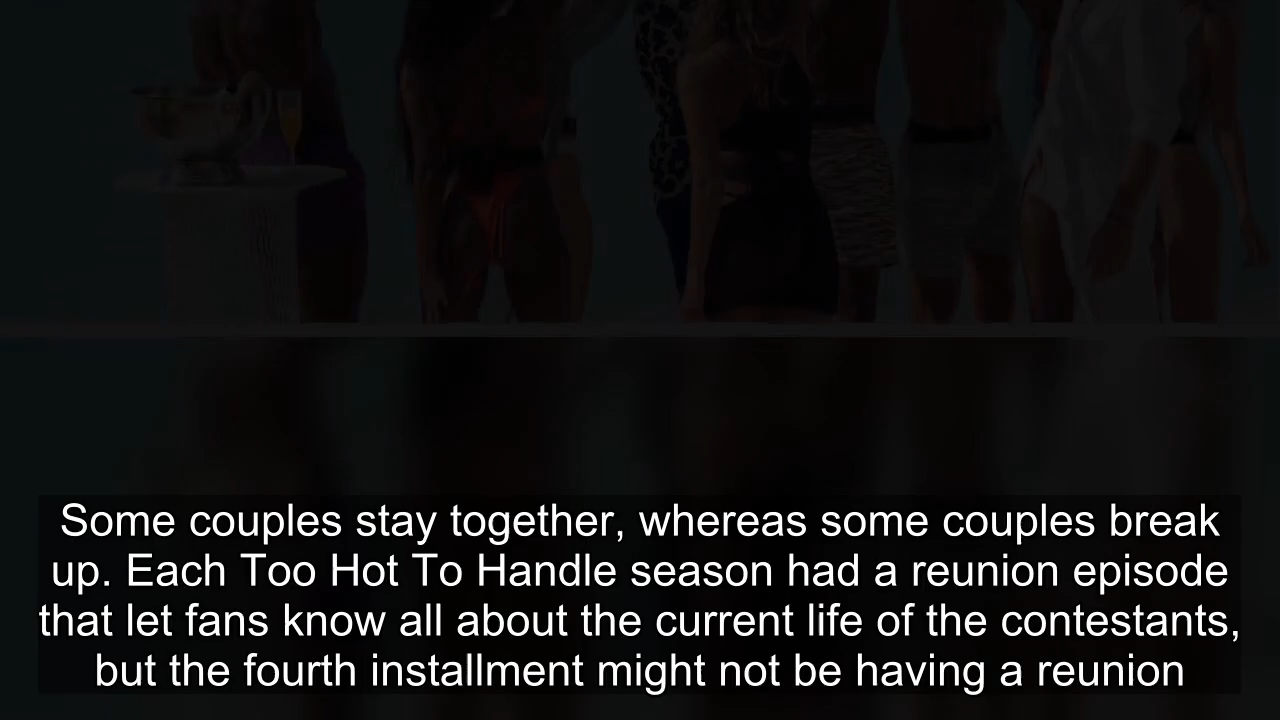 Some couples stay together, whereas some couples break
up. Each Too Hot To Handle season had a reunion episode
that let fans know all about the current life of the contestants,
but the fourth installment might not be having a reunion